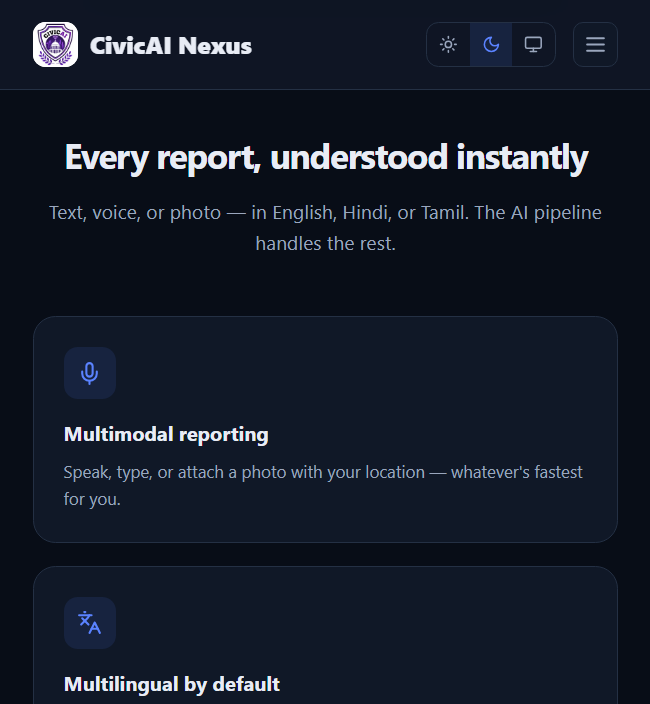 CIVICAI
CivicAI Nexus
Every report, understood instantly
Text, voice, or photo — in English, Hindi, or Tamil. The AI pipeline
handles the rest.
Multimodal reporting
Speak, type, or attach a photo with your location — whatever's fastest
for you.
Multilingual by default